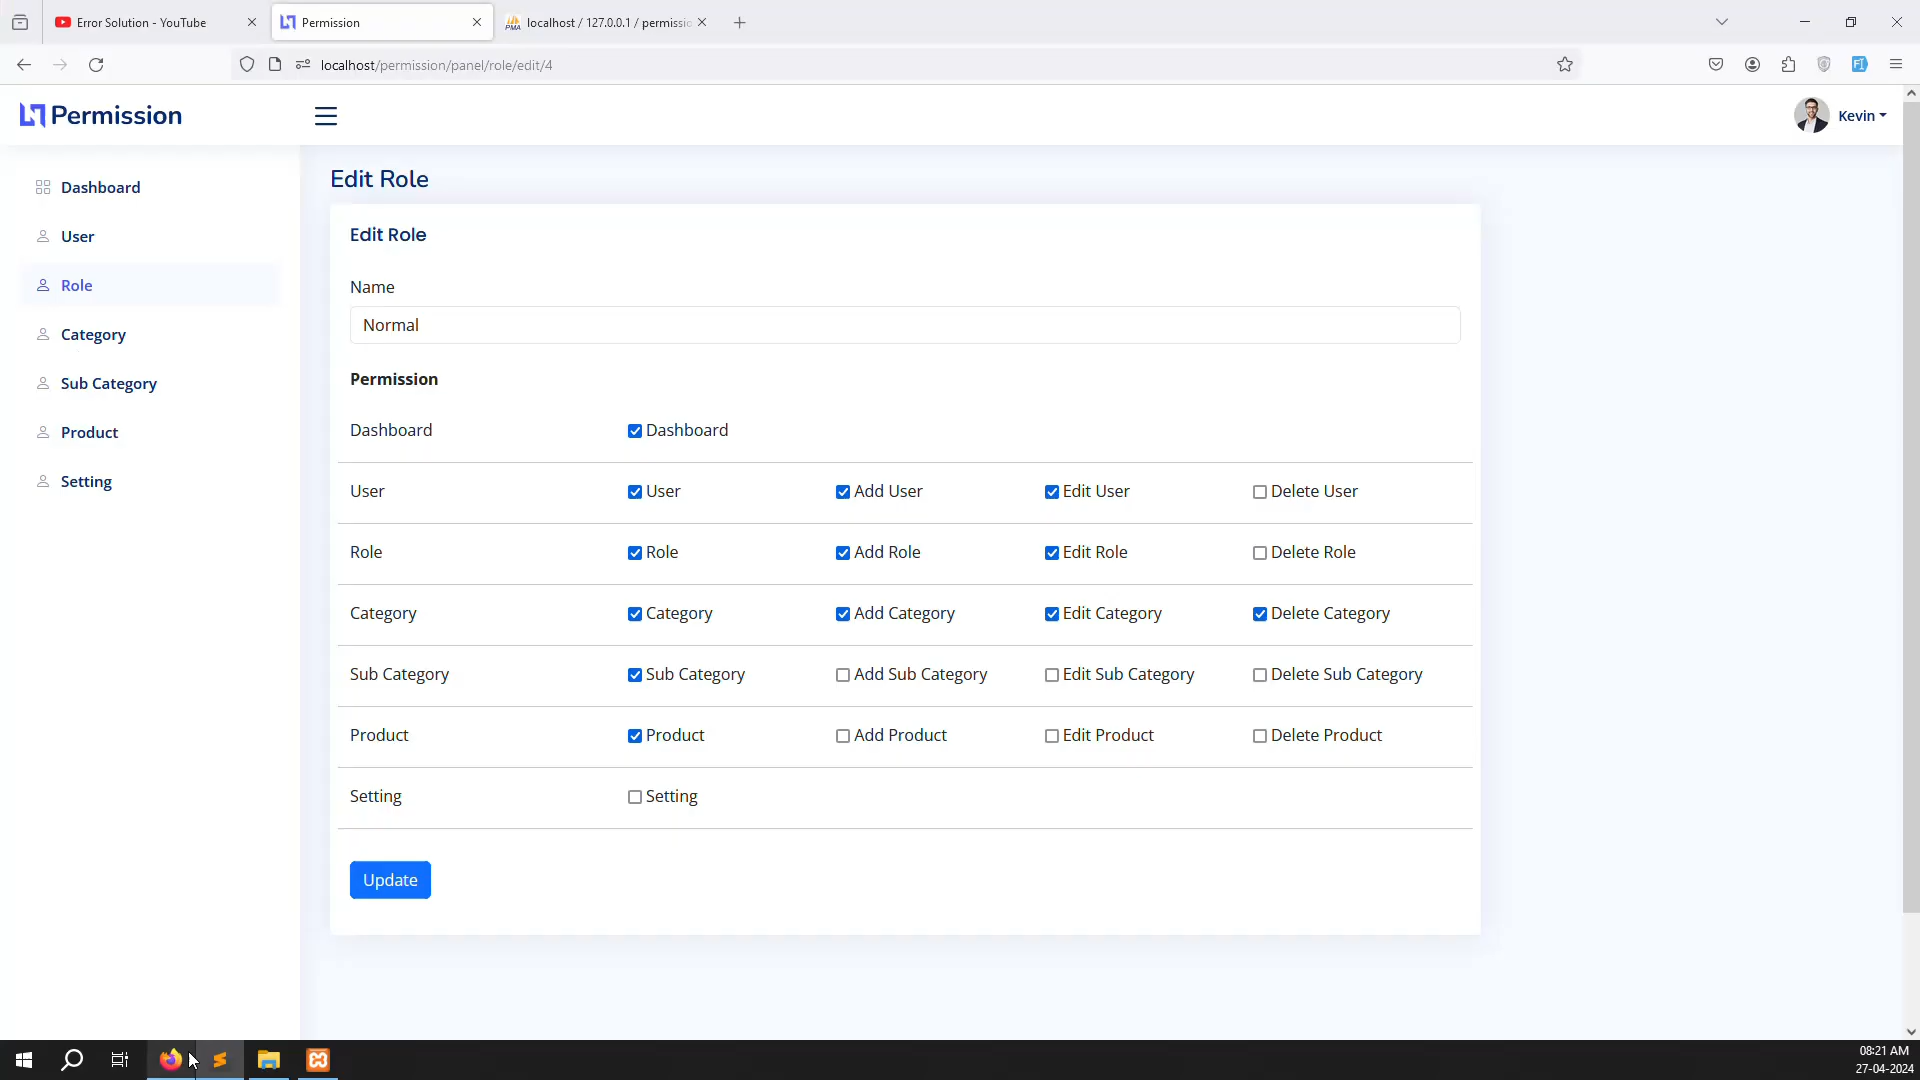 Error Solution - YouTube
Permission
localhost / 127.0.0.1 / permissio
localhost/permission/panel/role/edit/4
Permission
Kevin
Dashboard
User
Role
Category
Sub Category
Product
Setting
Edit Role
Edit Role
Name
Normal
Permission
Dashboard Dashboard
User User Add User Edit User Delete User
Role Role Add Role Edit Role Delete Role
Category Category Add Category Edit Category Delete Category
Sub Category Sub Category Add Sub Category Edit Sub Category Delete Sub Category
Product Product Add Product Edit Product Delete Product
Setting Setting
Update
08:21 AM
27-04-2024